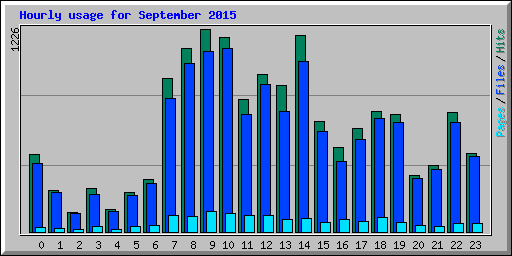 Hourly usage for September 2015
1226
Pages/Files/Hits
0 1 2 3 4 5 6 7 8 9 10 11 12 13 14 15 16 17 18 19 20 21 22 23